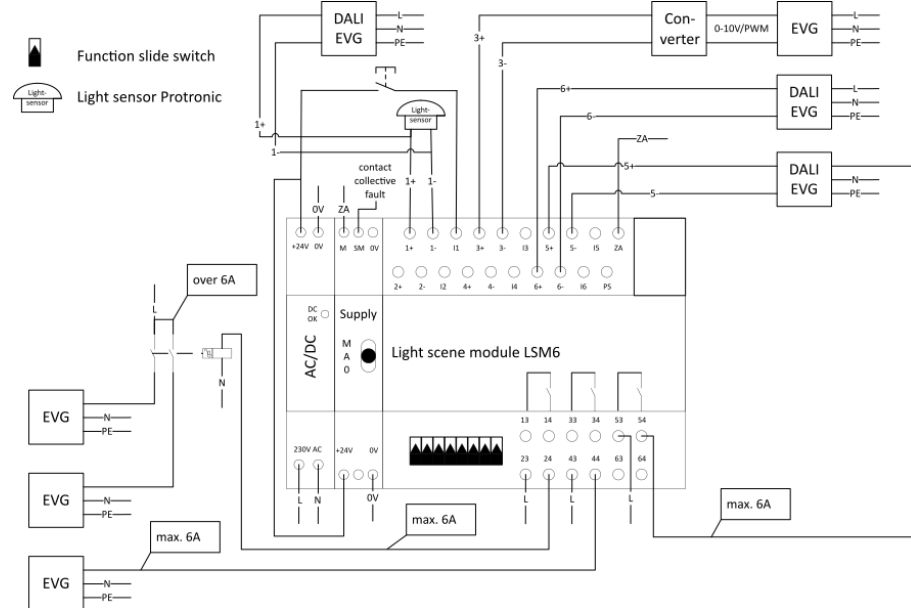 DALI
EVG
L
N
PE
Con-
verter
0-10V/PWM
EVG
L
N
PE
3+
3-
Function slide switch
Light-
sensor
Light sensor Protronic
1+
1-
Light-
sensor
DALI
EVG
L
N
PE
6+
6-
ZA
DALI
EVG
N
PE
5+
5-
contact
collective
fault
1+
1-
0V
ZA
+24V
0V
M
SM
0V
1+
1-
I1
3+
3-
I3
5+
5-
I5
ZA
2+
2-
I2
4+
4-
I4
6+
6-
I6
PS
over 6A
L
N
DC
OK
AC/DC
Supply
M
A
0
Light scene module LSM6
13
14
33
34
53
54
23
24
43
44
63
64
230V AC
+24V
0V
L
N
0V
L
L
L
EVG
N
PE
EVG
N
PE
EVG
N
PE
max. 6A
max. 6A
max. 6A